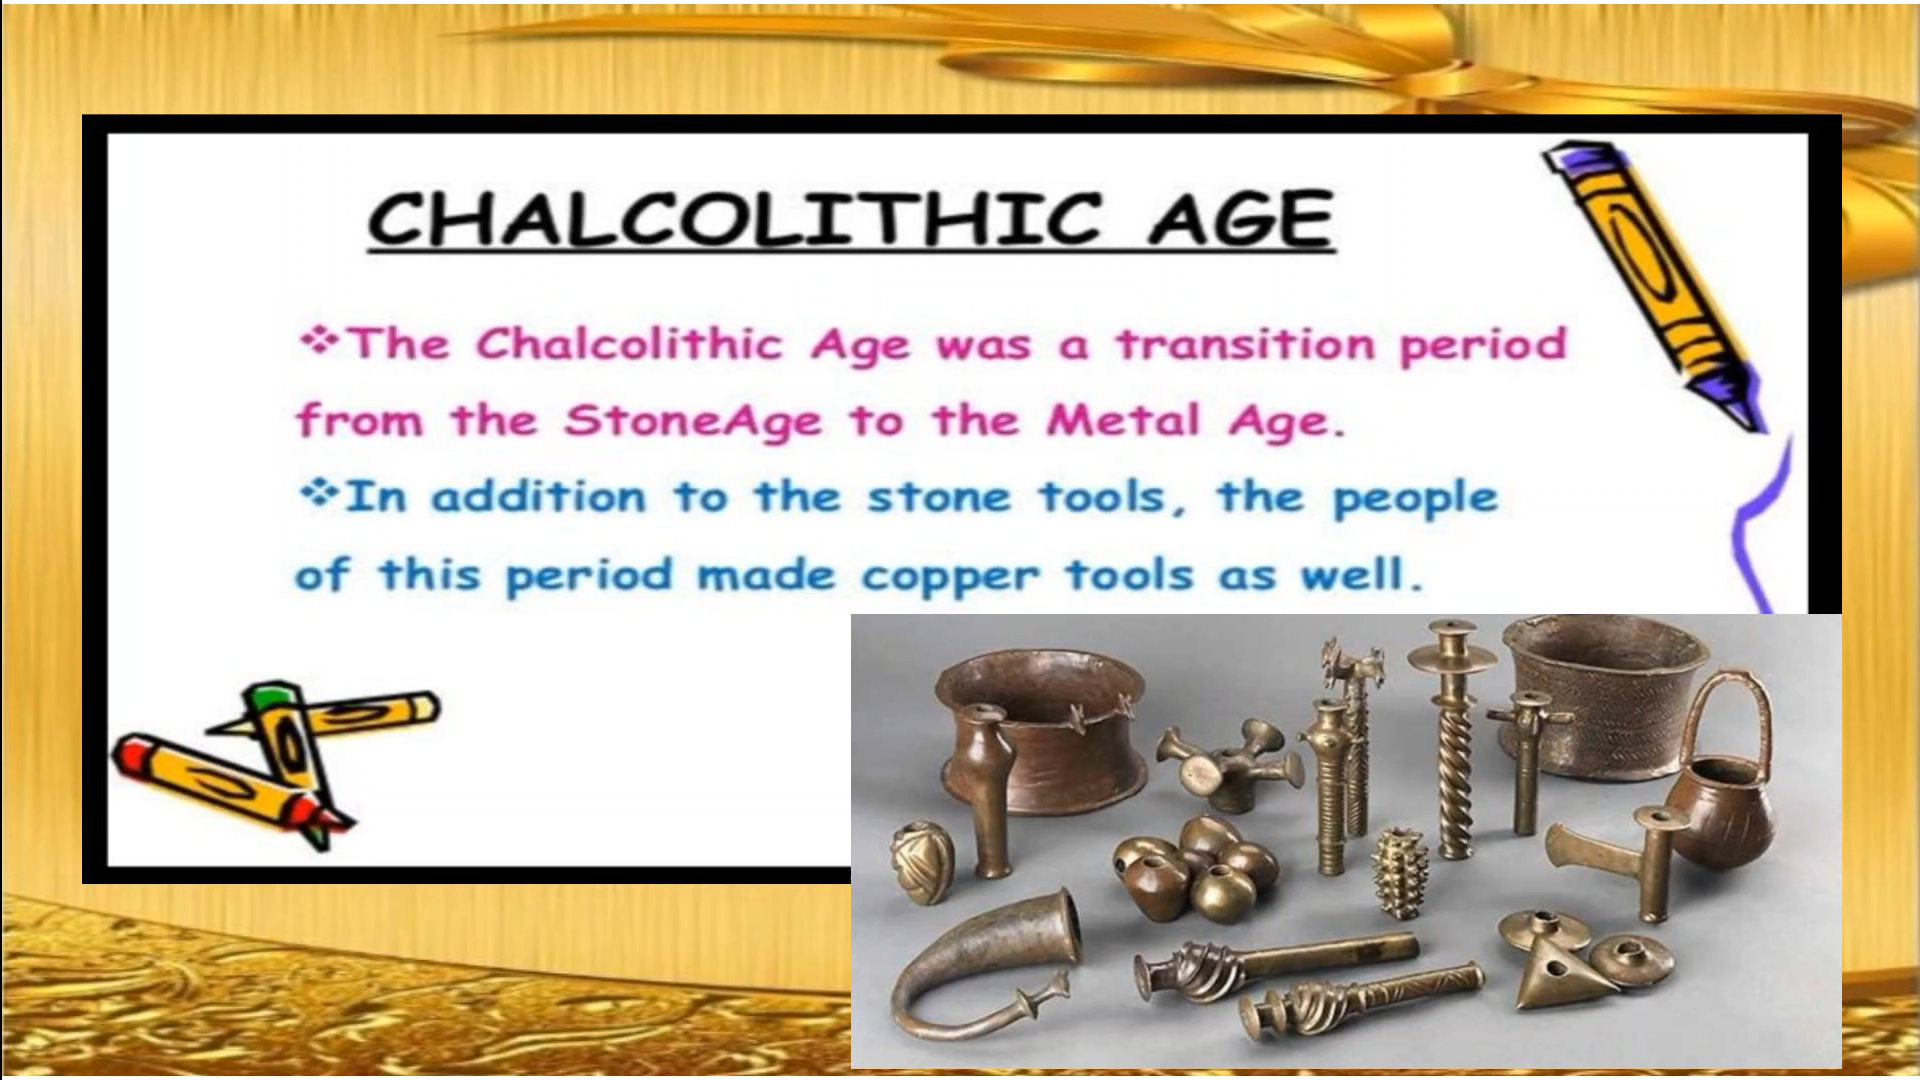 CHALCOLITHIC AGE
❖The Chalcolithic Age was a transition period
from the StoneAge to the Metal Age.
❖In addition to the stone tools, the people
of this period made copper tools as well.